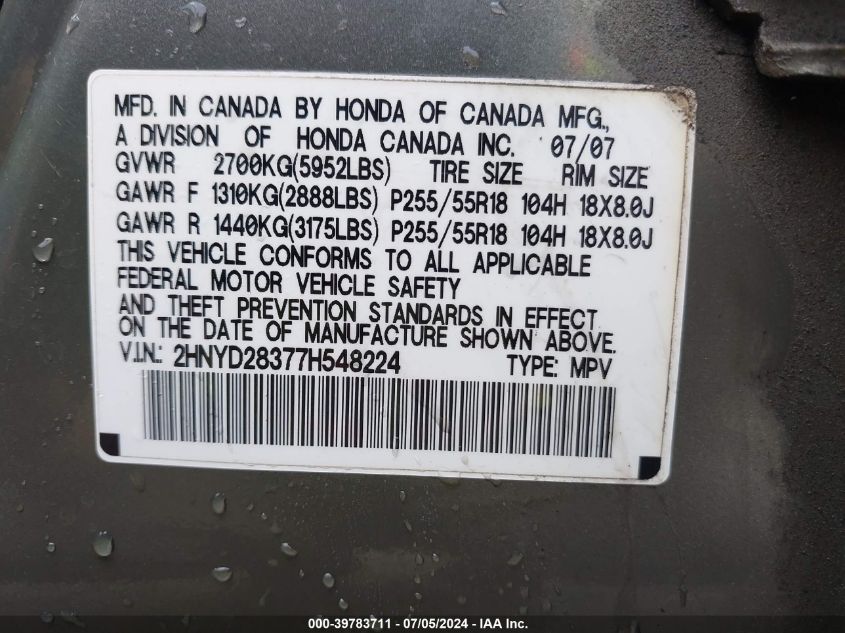 MFD. IN CANADA BY HONDA OF CANADA MFG.,
A DIVISION OF HONDA CANADA INC. 07/07
GVWR 2700KG(5952LBS) TIRE SIZE RIM SIZE
GAWR F 1310KG(2888LBS) P255/55R18 104H 18X8.0J
GAWR R 1440KG(3175LBS) P255/55R18 104H 18X8.0J
THIS VEHICLE CONFORMS TO ALL APPLICABLE
FEDERAL MOTOR VEHICLE SAFETY
AND THEFT PREVENTION STANDARDS IN EFFECT
ON THE DATE OF MANUFACTURE SHOWN ABOVE.
V.I.N.: 2HNYD28377H548224 TYPE: MPV
000-39783711 - 07/05/2024 - IAA Inc.